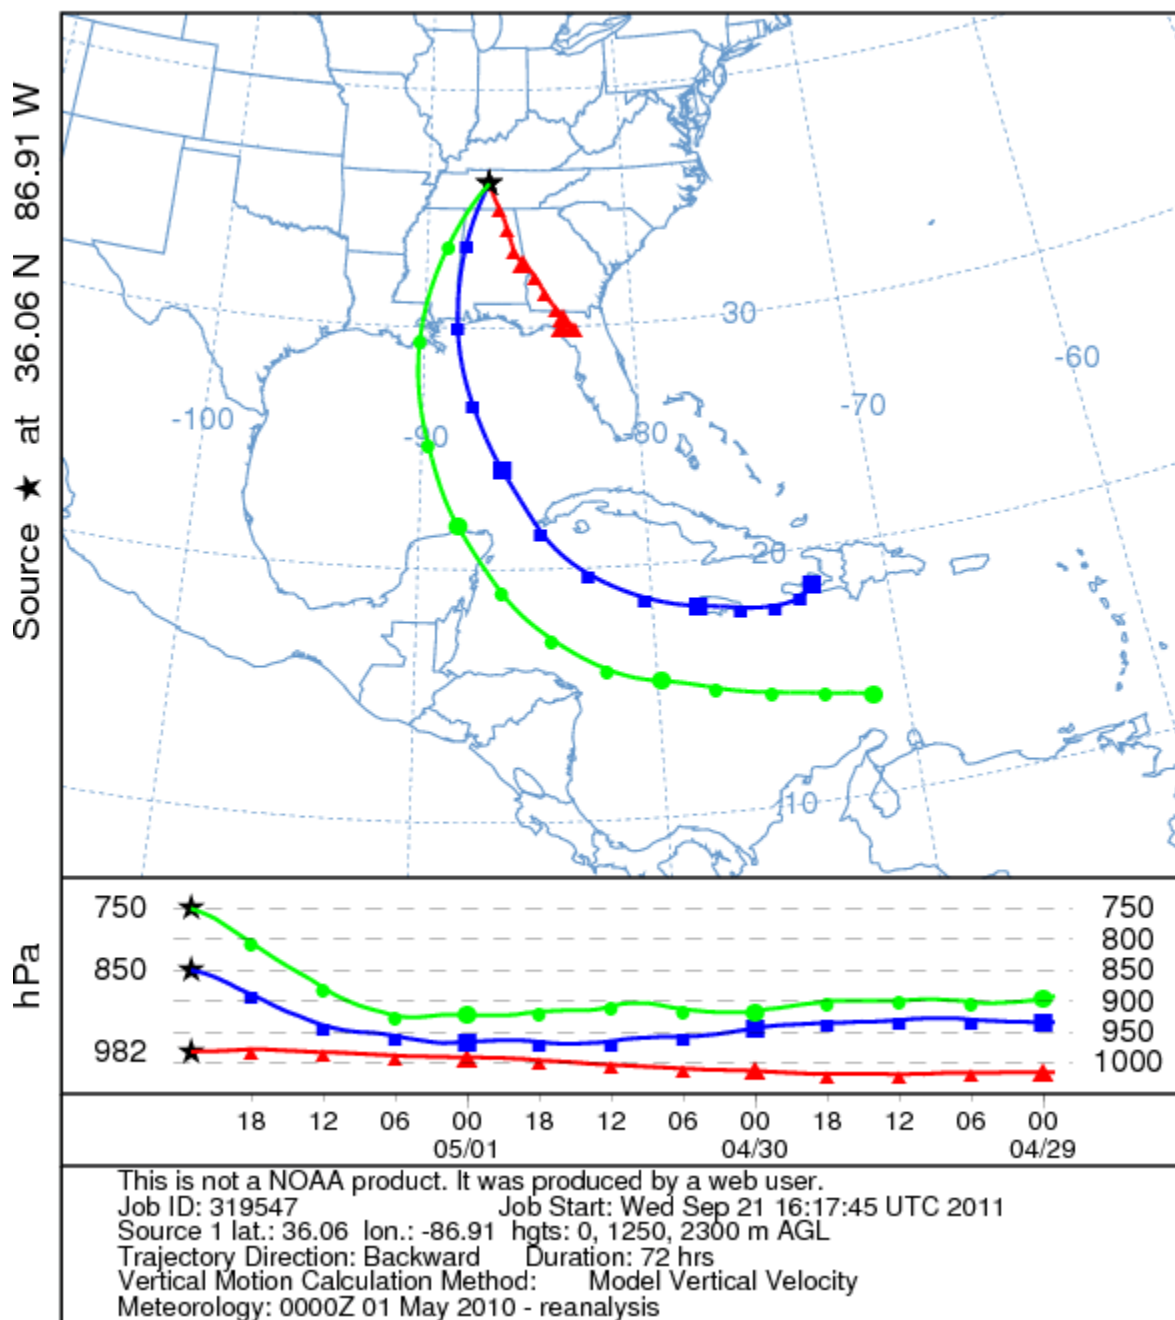 Source ★ at 36.06 N 86.91 W
30
-60
-70
-100
-90
-80
20
10
hPa
750 750
800
850 850
900
950
982 1000
18 12 06 00 18 12 06 00 18 12 06 00
05/01 04/30 04/29
This is not a NOAA product. It was produced by a web user.
Job ID: 319547 Job Start: Wed Sep 21 16:17:45 UTC 2011
Source 1 lat.: 36.06 lon.: -86.91 hgts: 0, 1250, 2300 m AGL
Trajectory Direction: Backward Duration: 72 hrs
Vertical Motion Calculation Method: Model Vertical Velocity
Meteorology: 0000Z 01 May 2010 - reanalysis